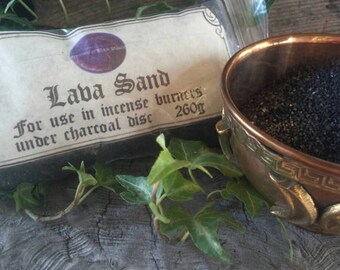 Lava Sand
For use in incense burners
under charcoal disc 260g